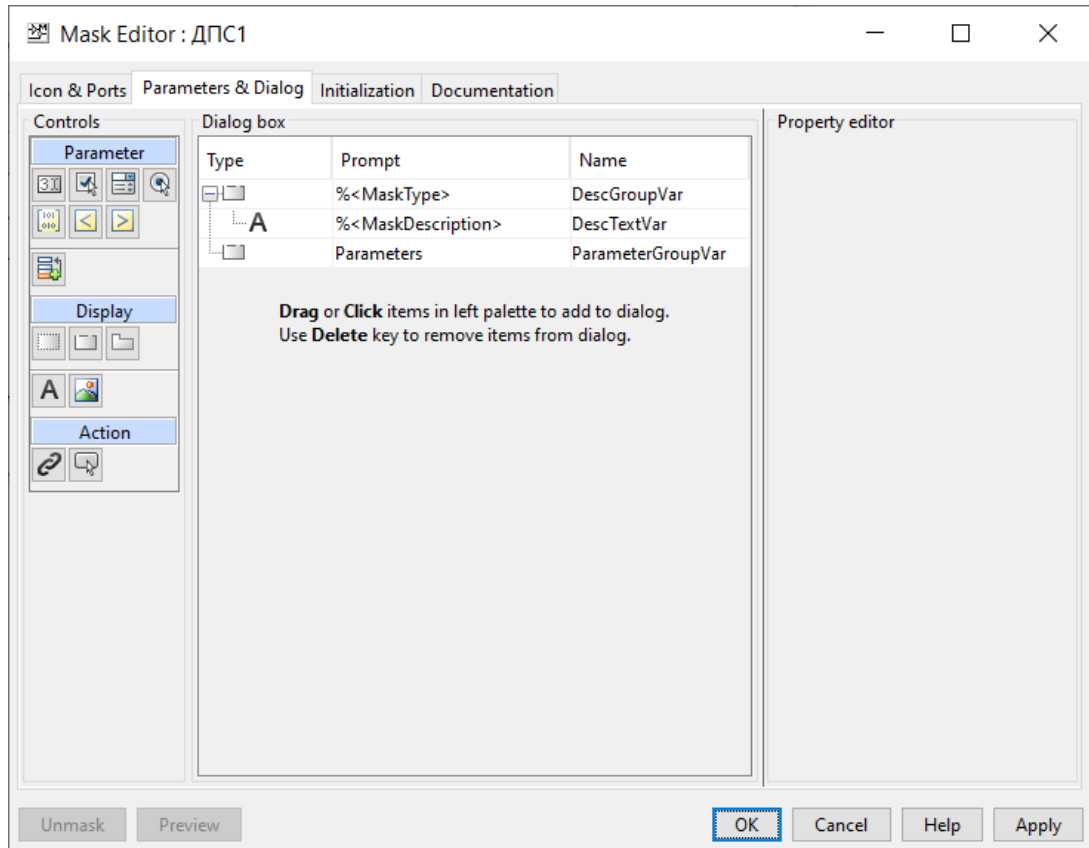 Mask Editor : ДПС1
Icon & Ports Parameters & Dialog Initialization Documentation
Controls Dialog box Property editor
Parameter Type Prompt Name
%<MaskType> DescGroupVar
A %<MaskDescription> DescTextVar
Parameters ParameterGroupVar
Display
Drag or Click items in left palette to add to dialog.
Use Delete key to remove items from dialog.
A
Action
Unmask Preview OK Cancel Help Apply